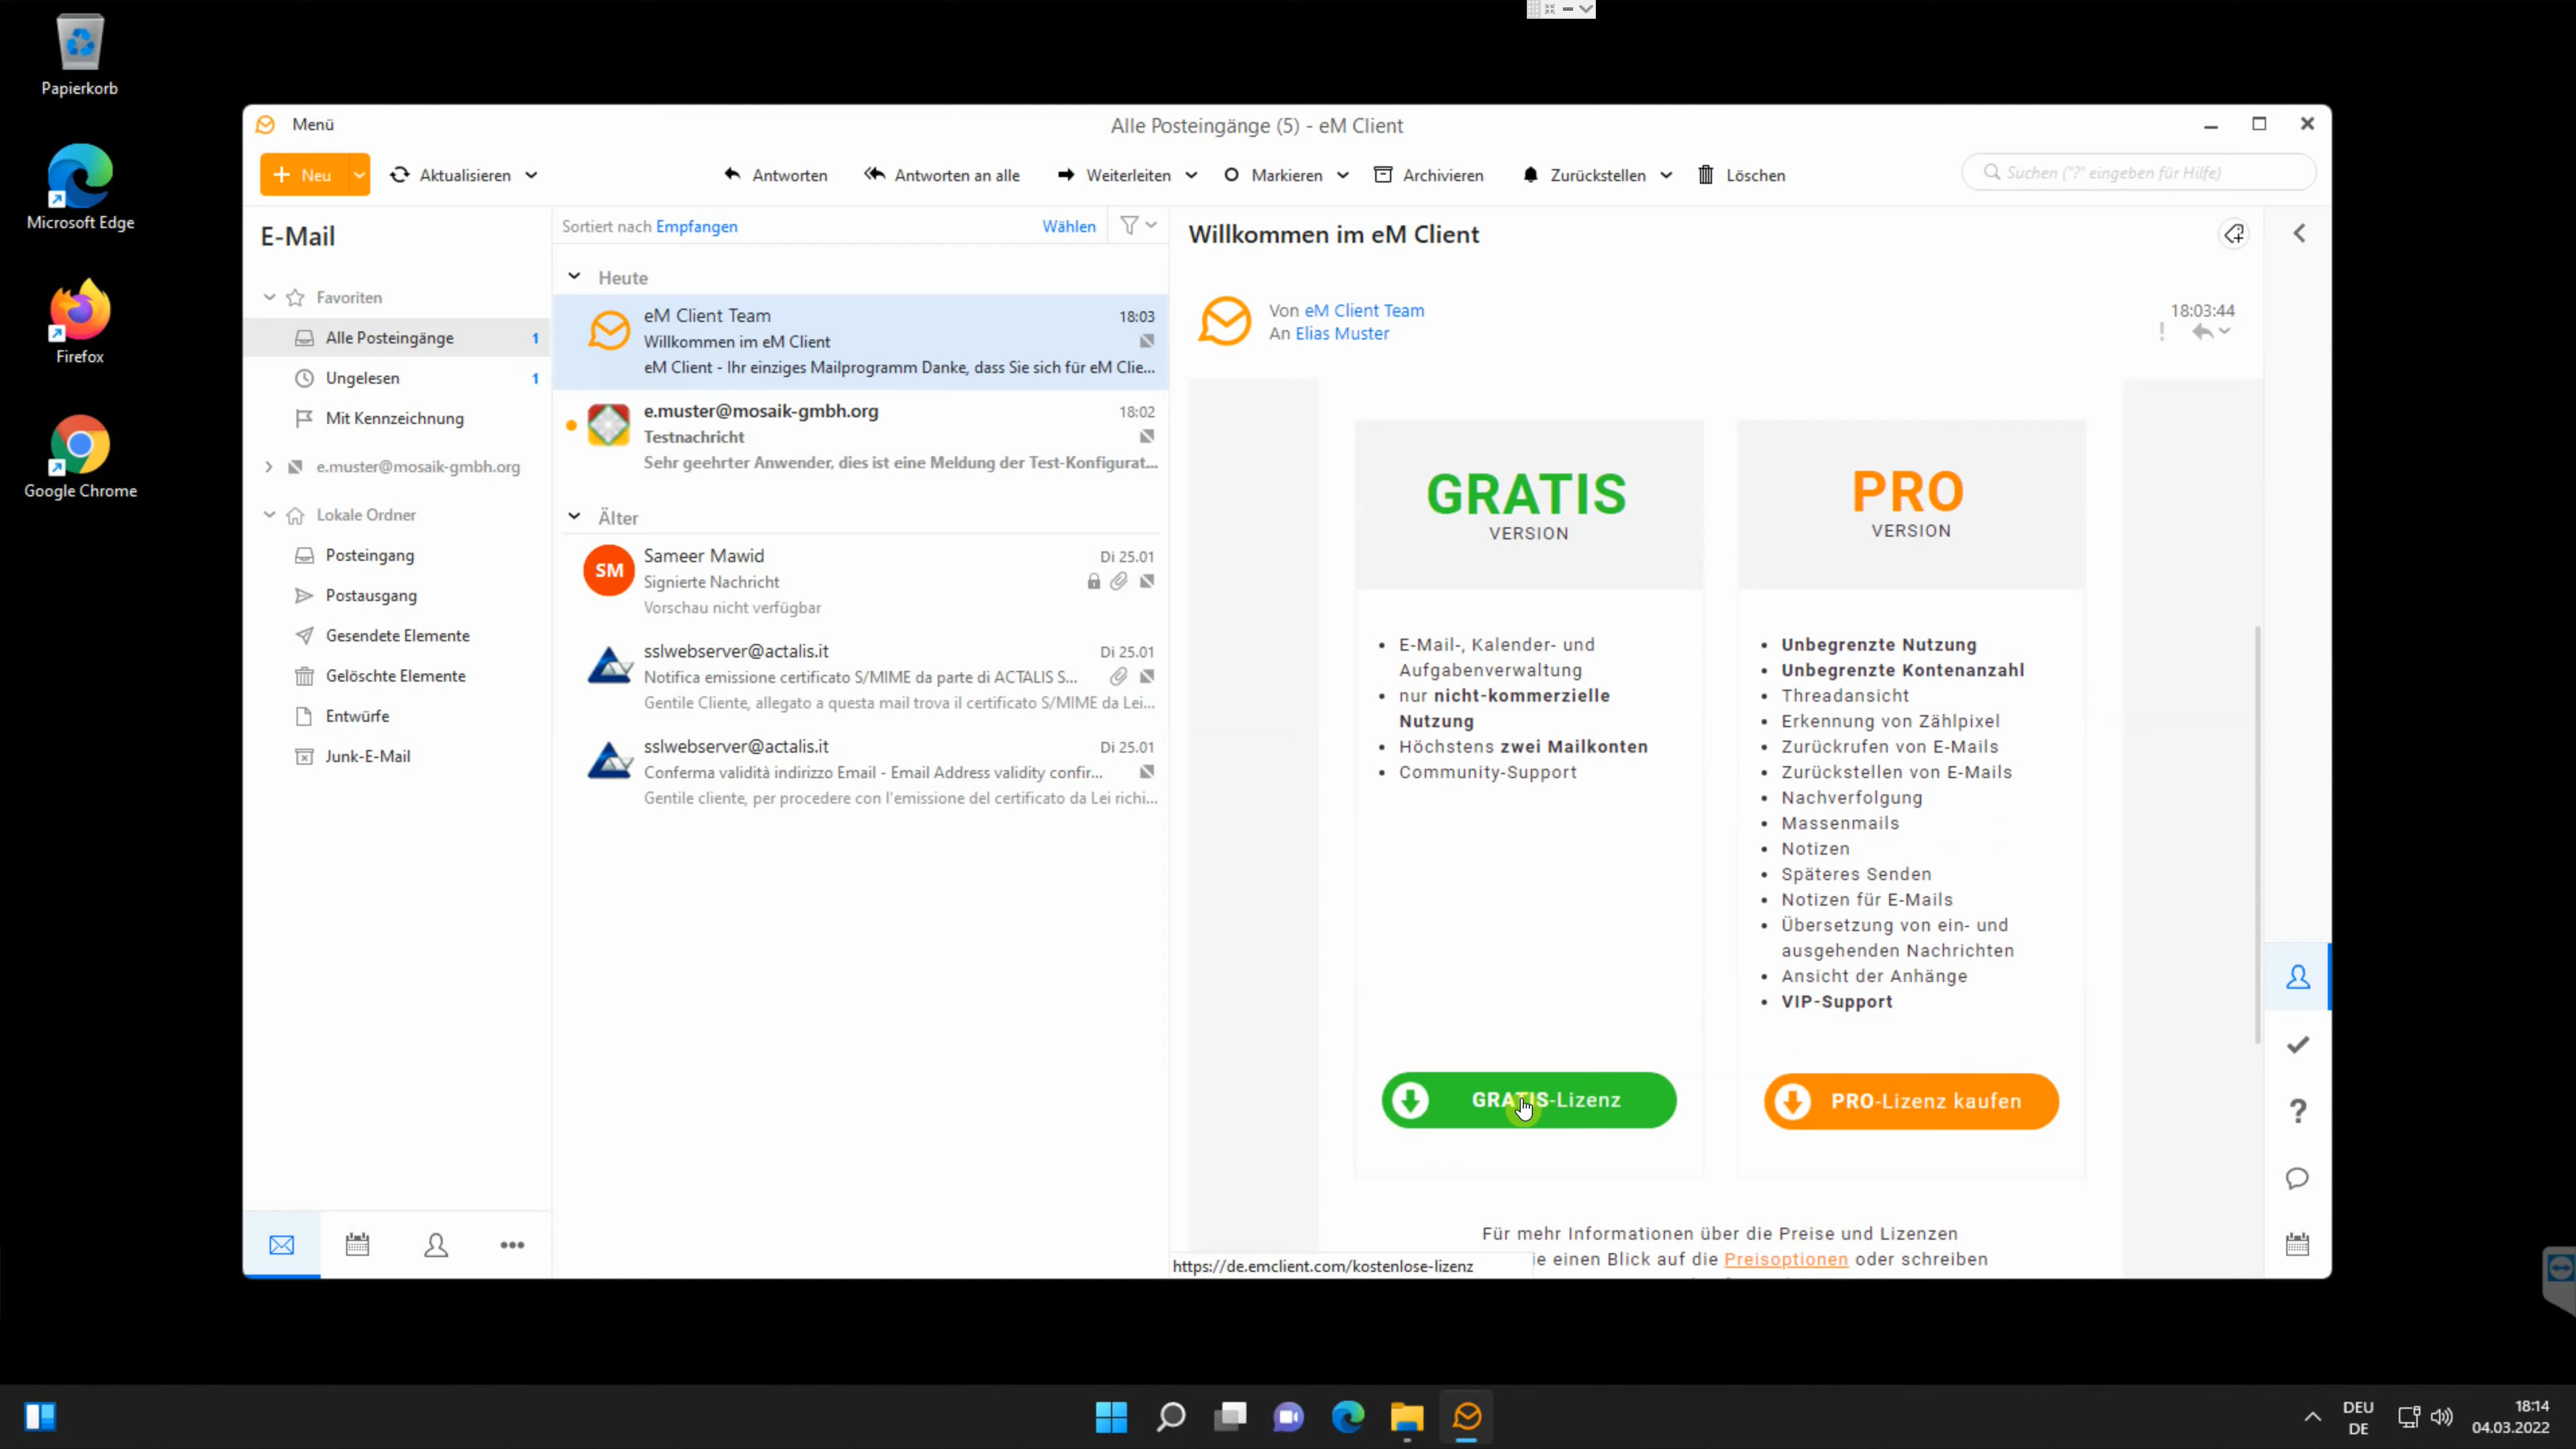 Papierkorb
Microsoft Edge
Firefox
Google Chrome
Menü
Alle Posteingänge (5) - eM Client
Neu
Aktualisieren
Antworten
Antworten an alle
Weiterleiten
Markieren
Archivieren
Zurückstellen
Löschen
Suchen ("?" eingeben für Hilfe)
E-Mail
Favoriten
Alle Posteingänge 1
Ungelesen 1
Mit Kennzeichnung
e.muster@mosaik-gmbh.org
Lokale Ordner
Posteingang
Postausgang
Gesendete Elemente
Gelöschte Elemente
Entwürfe
Junk-E-Mail
Sortiert nach Empfangen
Wählen
Heute
eM Client Team 18:03
Willkommen im eM Client
eM Client - Ihr einziges Mailprogramm Danke, dass Sie sich für eM Clie...
e.muster@mosaik-gmbh.org 18:02
Testnachricht
Sehr geehrter Anwender, dies ist eine Meldung der Test-Konfigurat...
Älter
SM
Sameer Mawid Di 25.01
Signierte Nachricht
Vorschau nicht verfügbar
sslwebserver@actalis.it Di 25.01
Notifica emissione certificato S/MIME da parte di ACTALIS S...
Gentile Cliente, allegato a questa mail trova il certificato S/MIME da Lei...
sslwebserver@actalis.it Di 25.01
Conferma validità indirizzo Email - Email Address validity confir...
Gentile cliente, per procedere con l'emissione del certificato da Lei richi...
Willkommen im eM Client
Von eM Client Team
An Elias Muster
18:03:44
GRATIS
VERSION
• E-Mail-, Kalender- und
Aufgabenverwaltung
• nur nicht-kommerzielle
Nutzung
• Höchstens zwei Mailkonten
• Community-Support
GRATIS-Lizenz
PRO
VERSION
• Unbegrenzte Nutzung
• Unbegrenzte Kontenanzahl
• Threadansicht
• Erkennung von Zählpixel
• Zurückrufen von E-Mails
• Zurückstellen von E-Mails
• Nachverfolgung
• Massenmails
• Notizen
• Späteres Senden
• Notizen für E-Mails
• Übersetzung von ein- und
ausgehenden Nachrichten
• Ansicht der Anhänge
• VIP-Support
PRO-Lizenz kaufen
Für mehr Informationen über die Preise und Lizenzen
ie einen Blick auf die Preisoptionen oder schreiben
https://de.emclient.com/kostenlose-lizenz
DEU
DE
18:14
04.03.2022